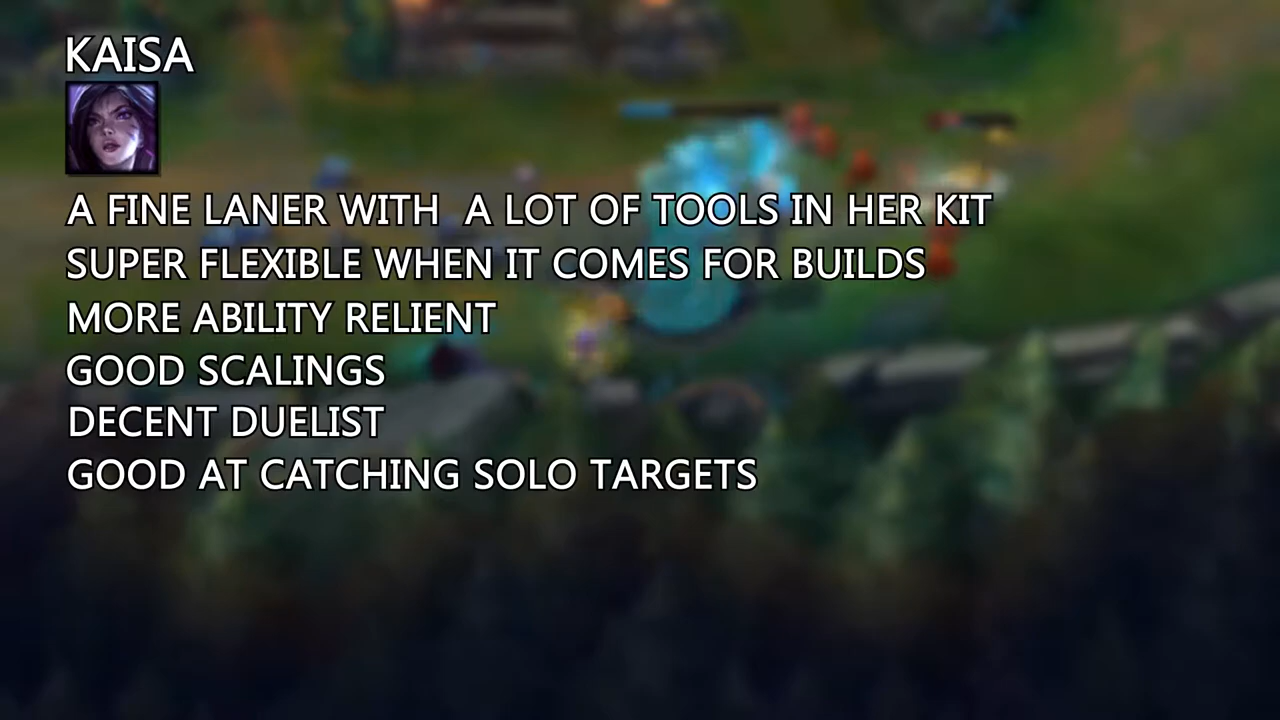 KAISA
A FINE LANER WITH  A LOT OF TOOLS IN HER KIT
SUPER FLEXIBLE WHEN IT COMES FOR BUILDS
MORE ABILITY RELIENT
GOOD SCALINGS
DECENT DUELIST
GOOD AT CATCHING SOLO TARGETS